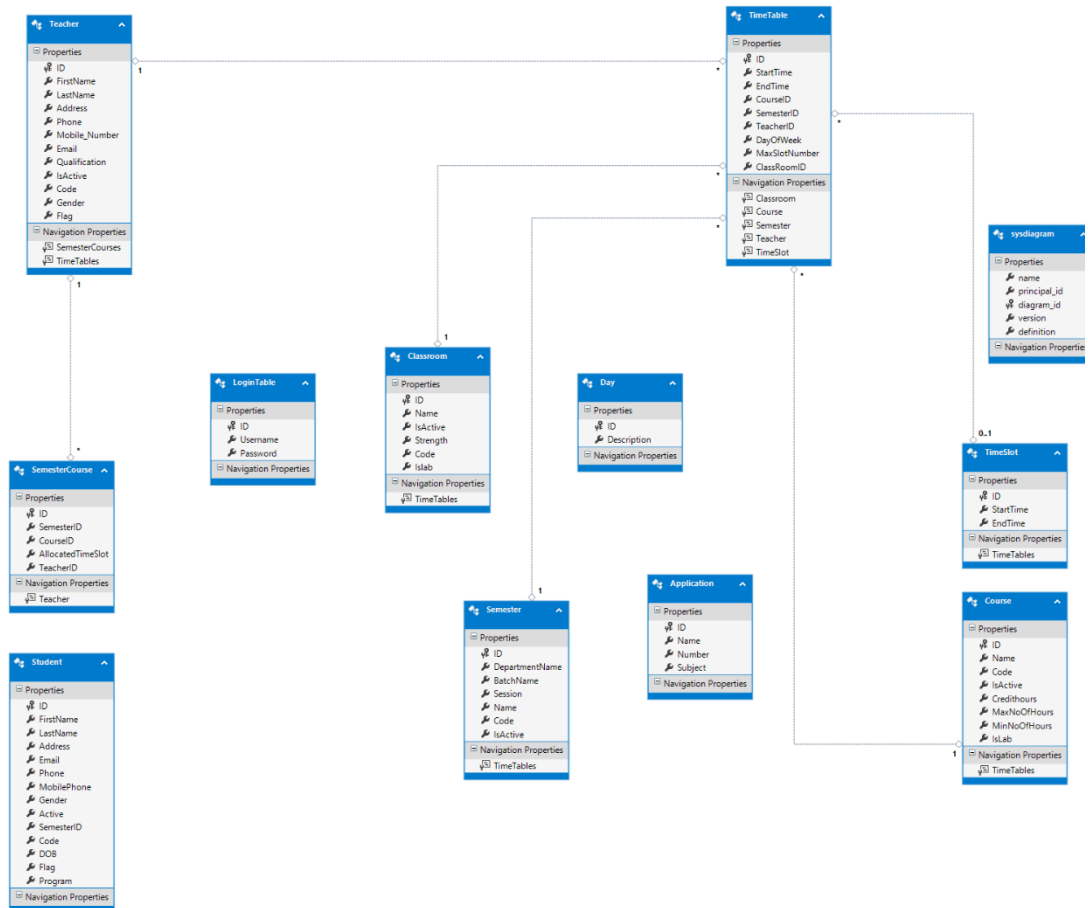 Teacher
Properties
ID
FirstName
LastName
Address
Phone
Mobile_Number
Email
Qualification
IsActive
Code
Gender
Flag
Navigation Properties
SemesterCourses
TimeTables
1
1
*
TimeTable
Properties
ID
StartTime
EndTime
CourseID
SemesterID
TeacherID
DayOfWeek
MaxSlotNumber
ClassRoomID
Navigation Properties
Classroom
Course
Semester
Teacher
TimeSlot
*
*
*
*
sysdiagram
Properties
name
principal_id
diagram_id
version
definition
Navigation Properties
1
Classroom
Properties
ID
Name
IsActive
Strength
Code
Islab
Navigation Properties
TimeTables
LoginTable
Properties
ID
Username
Password
Navigation Properties
Day
Properties
ID
Description
Navigation Properties
*
SemesterCourse
Properties
ID
SemesterID
CourseID
AllocatedTimeSlot
TeacherID
Navigation Properties
Teacher
0..1
TimeSlot
Properties
ID
StartTime
EndTime
Navigation Properties
TimeTables
Application
Properties
ID
Name
Number
Subject
Navigation Properties
1
Semester
Properties
ID
DepartmentName
BatchName
Session
Name
Code
IsActive
Navigation Properties
TimeTables
Course
Properties
ID
Name
Code
IsActive
Credithours
MaxNoOfHours
MinNoOfHours
IsLab
Navigation Properties
TimeTables
1
Student
Properties
ID
FirstName
LastName
Address
Email
Phone
MobilePhone
Gender
Active
SemesterID
Code
DOB
Flag
Program
Navigation Properties